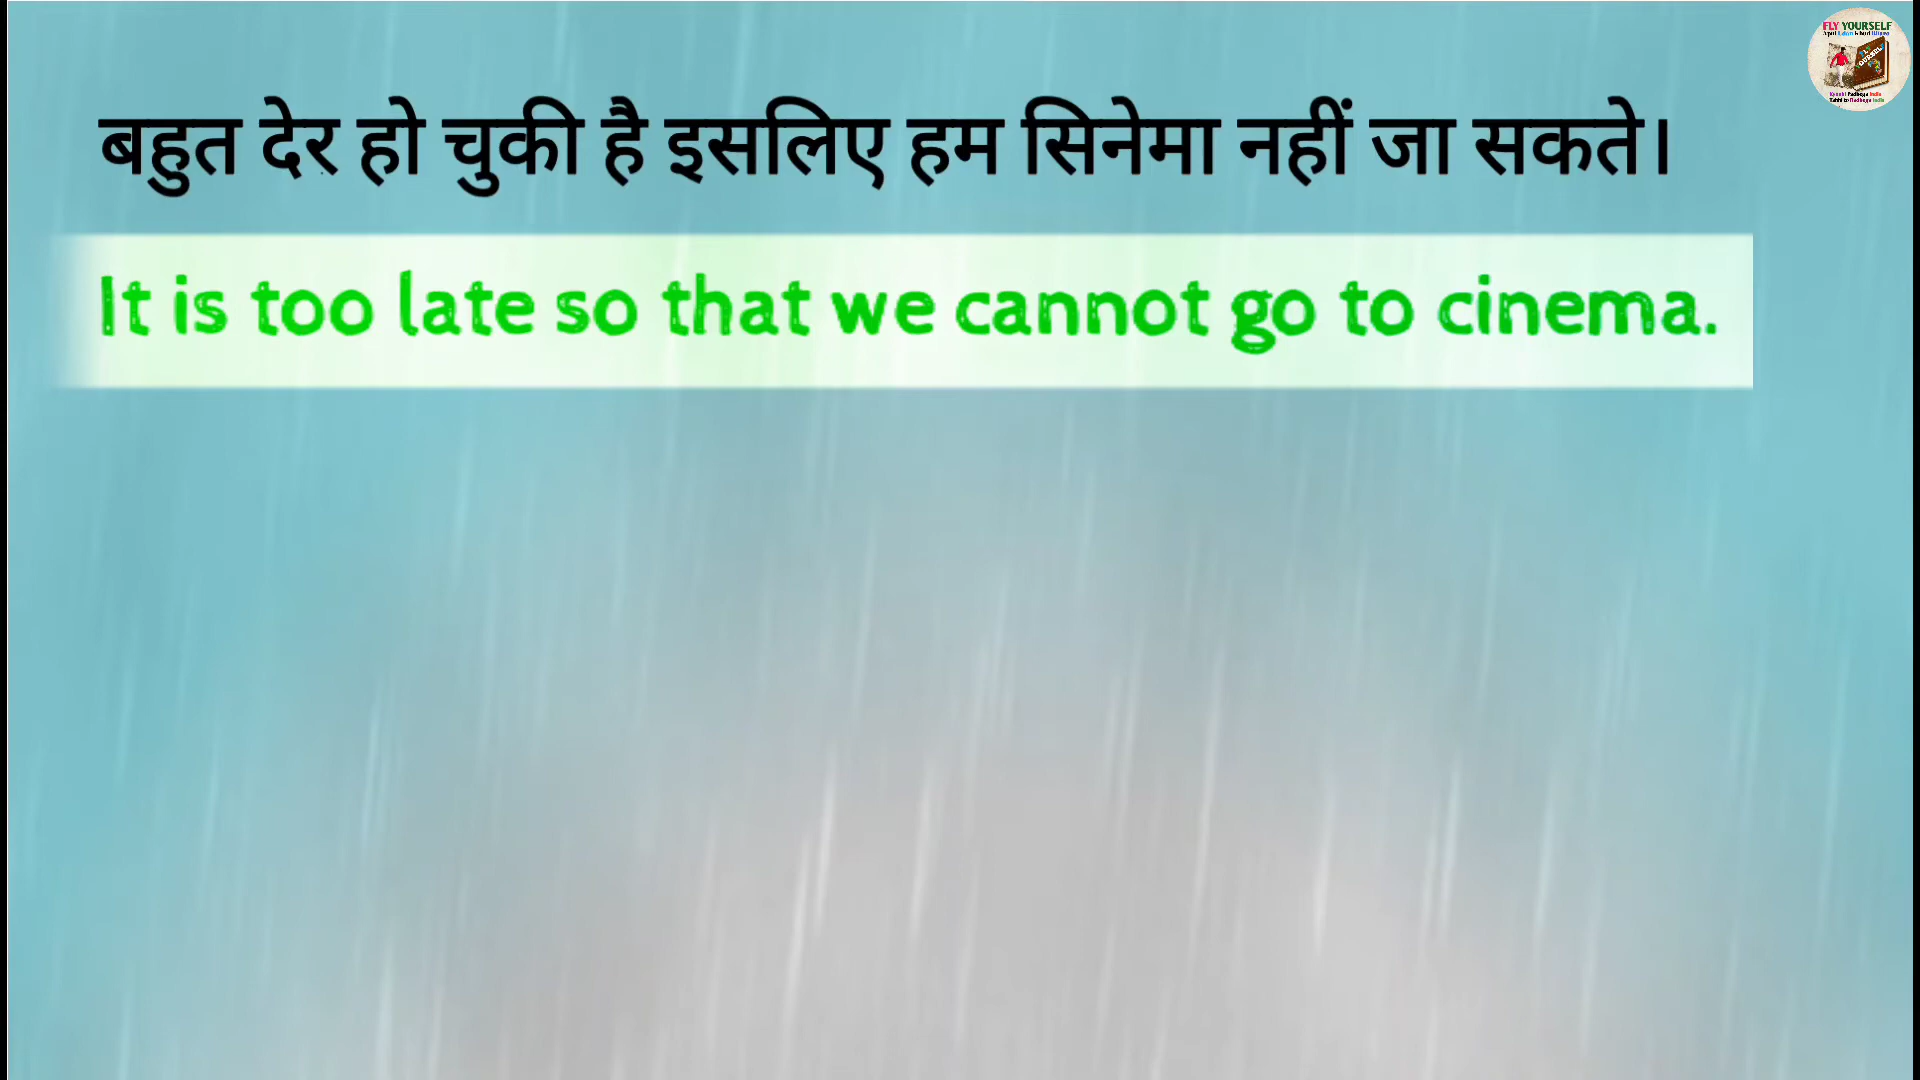 FLY YOURSELF
बहुत देर हो चुकी है इसलिए हम सिनेमा नहीं जा सकते।
It is too late so that we cannot go to cinema.